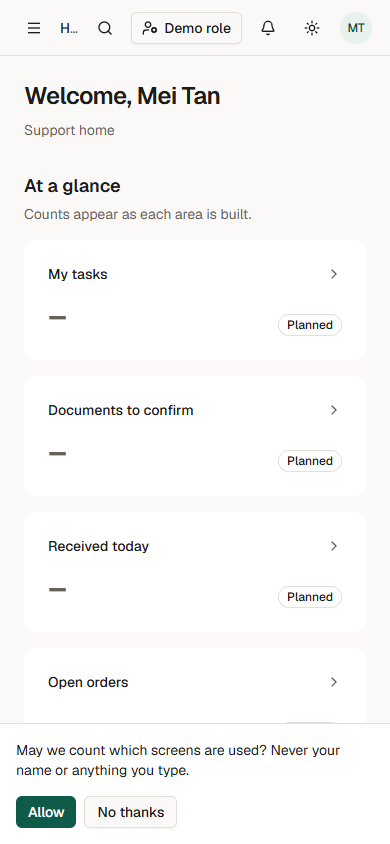 H...
Demo role
MT
Welcome, Mei Tan
Support home
At a glance
Counts appear as each area is built.
My tasks
—
Planned
Documents to confirm
—
Planned
Received today
—
Planned
Open orders
May we count which screens are used? Never your
name or anything you type.
Allow
No thanks